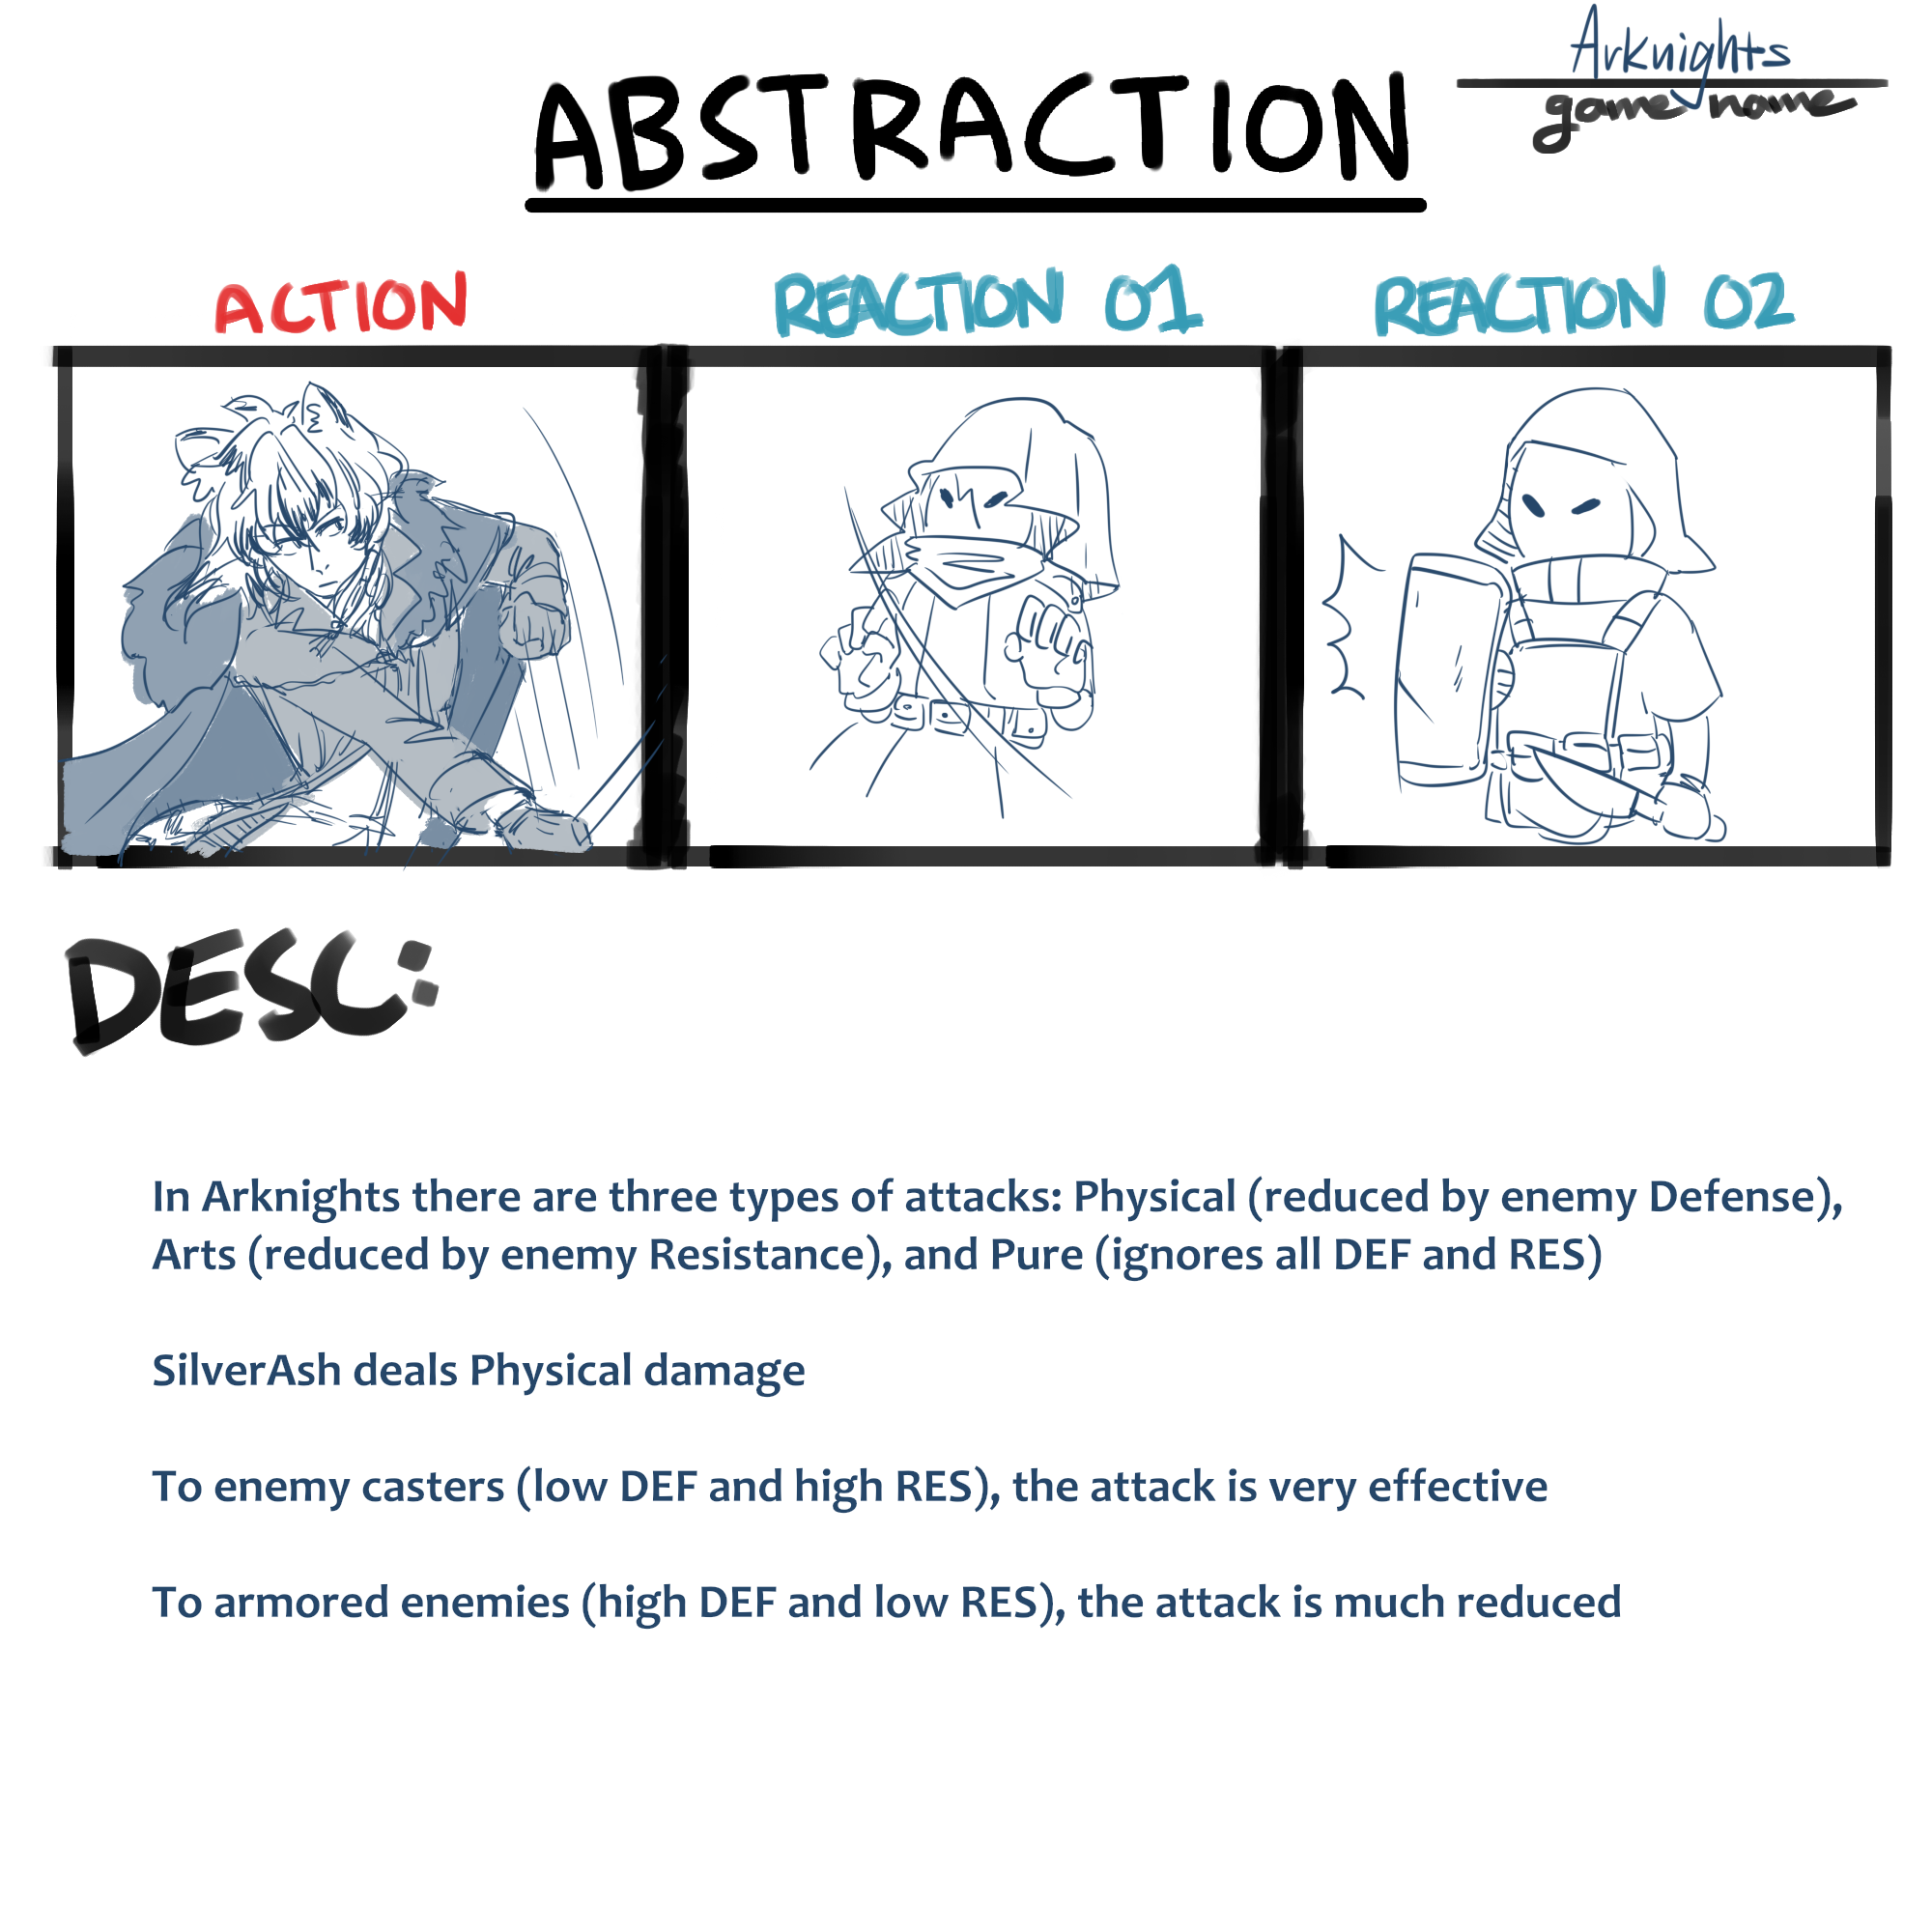 Arknights
game name
ABSTRACTION
ACTION
REACTION 01
REACTION 02
DESC:
In Arknights there are three types of attacks: Physical (reduced by enemy Defense),
Arts (reduced by enemy Resistance), and Pure (ignores all DEF and RES)
SilverAsh deals Physical damage
To enemy casters (low DEF and high RES), the attack is very effective
To armored enemies (high DEF and low RES), the attack is much reduced